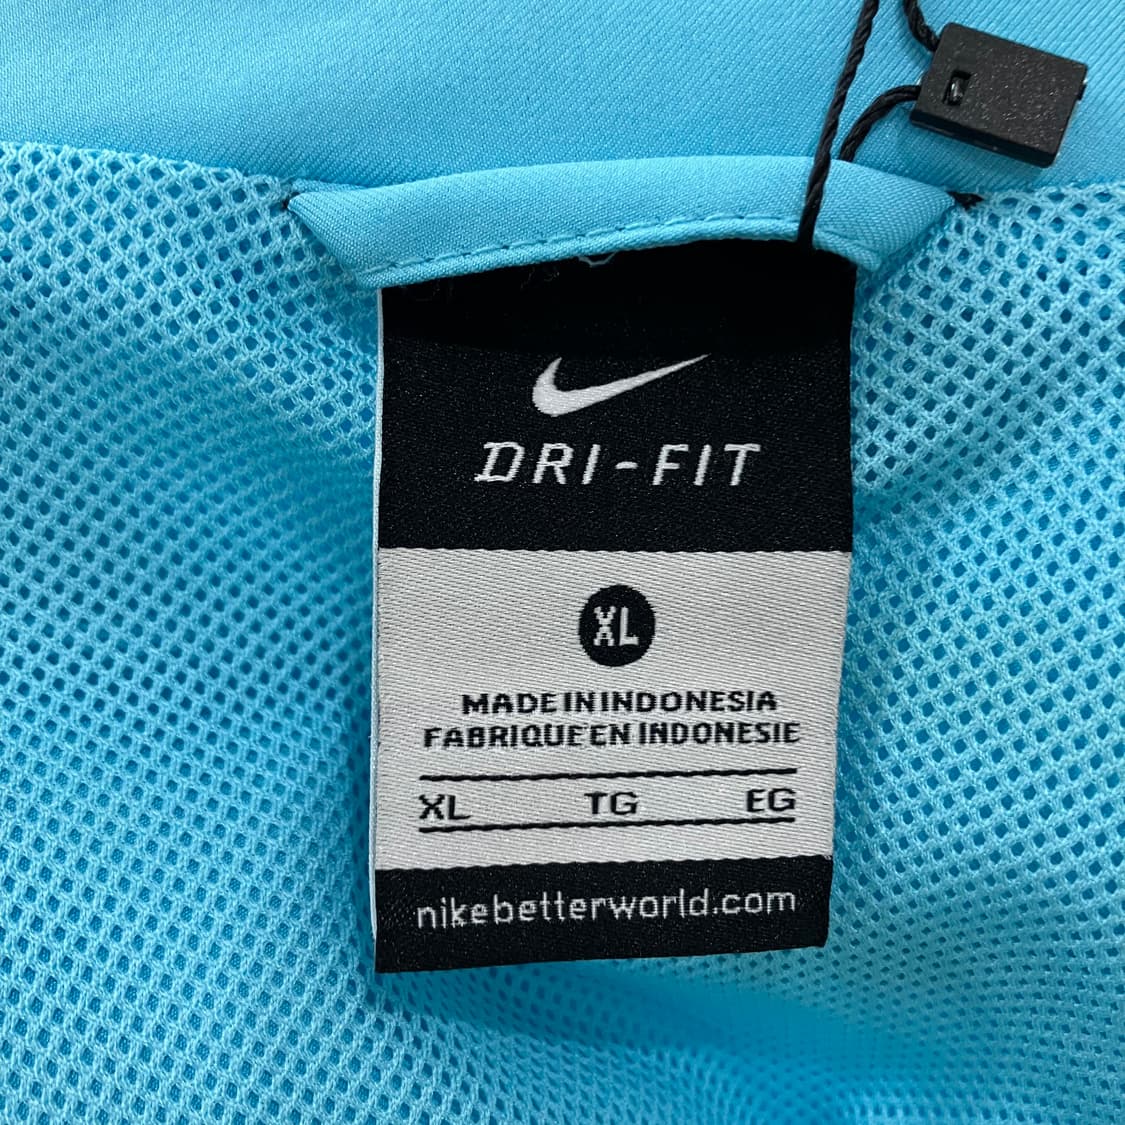 DRI-FIT
XL
MADE IN INDONESIA
FABRIQUE EN INDONESIE
XL TG EG
nikebetterworld.com